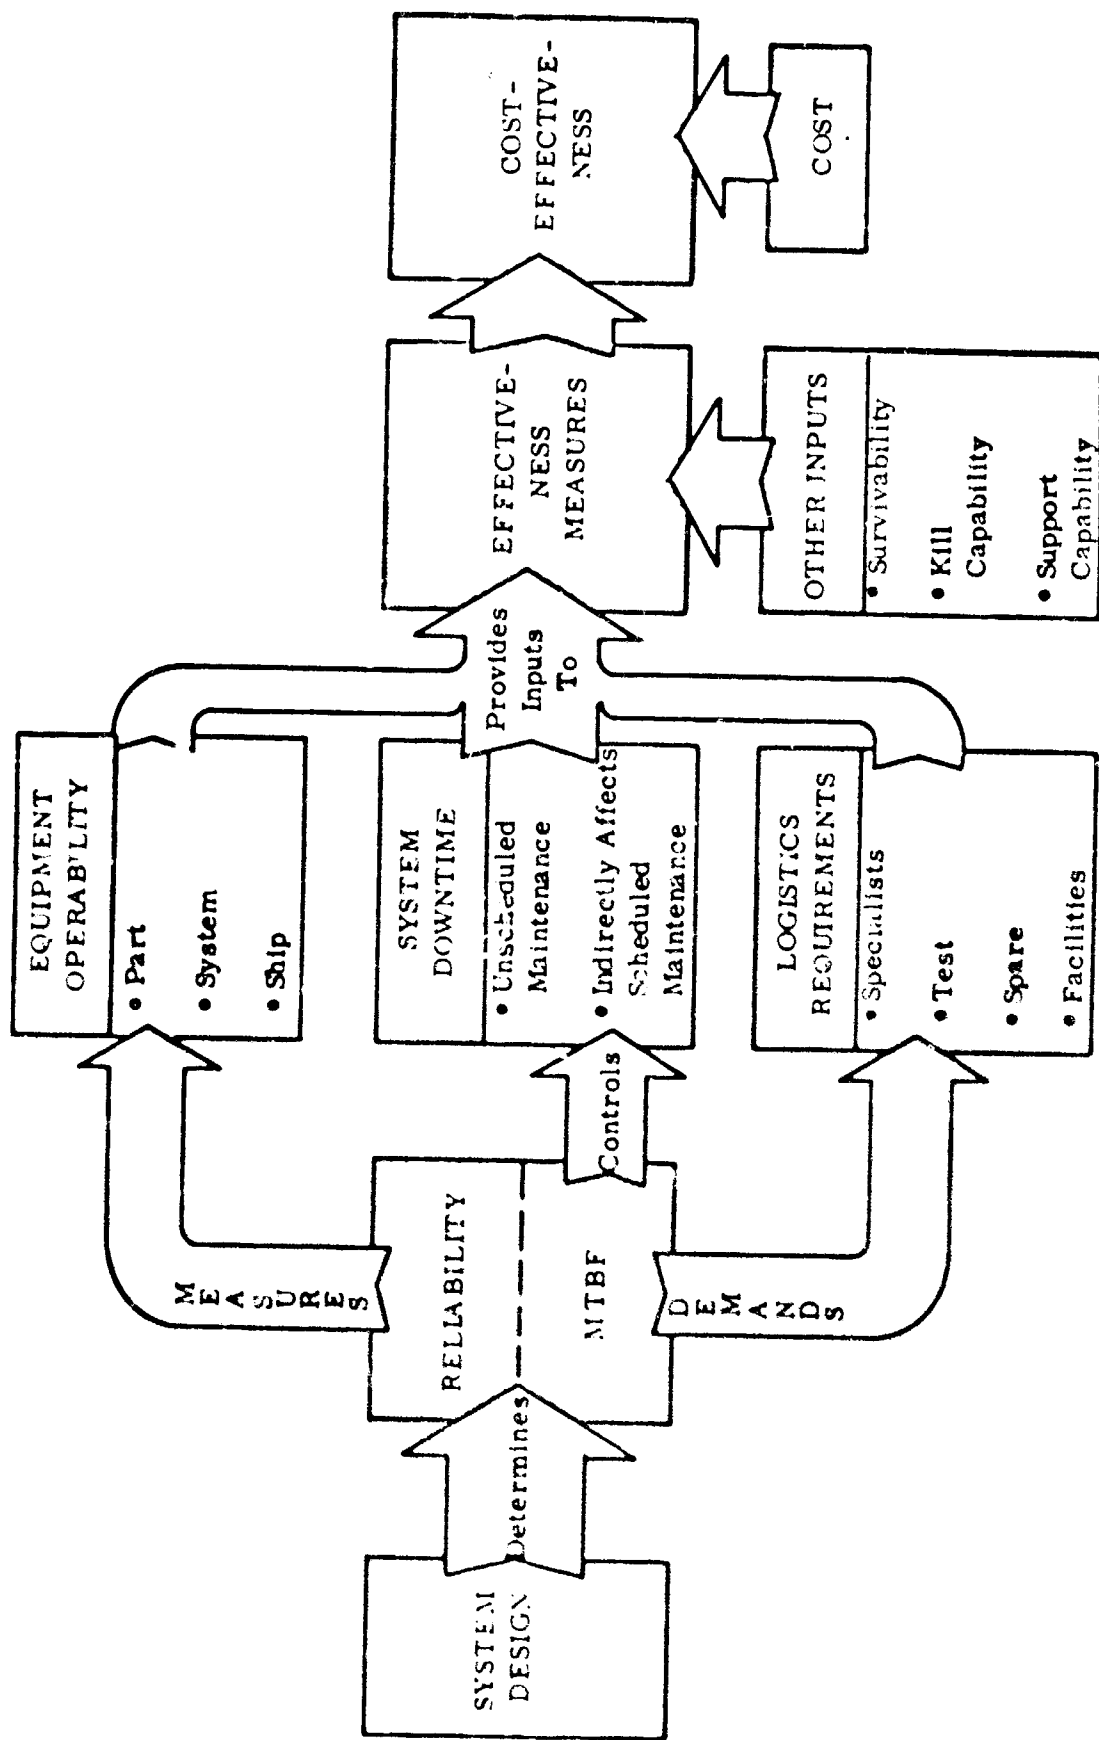 SYSTEM
DESIGN
Determines
RELIABILITY
MTBF
MEASURES
Controls
DEMANDS
EQUIPMENT
OPERABILITY
• Part
• System
• Ship
SYSTEM
DOWNTIME
• Unscheduled
Maintenance
• Indirectly Affects
Scheduled
Maintenance
LOGISTICS
REQUIREMENTS
• Specialists
• Test
• Spare
• Facilities
Provides
Inputs
To
EFFECTIVE-
NESS
MEASURES
OTHER INPUTS
• Survivability
• Kill
Capability
• Support
Capability
COST-
EFFECTIVE-
NESS
COST